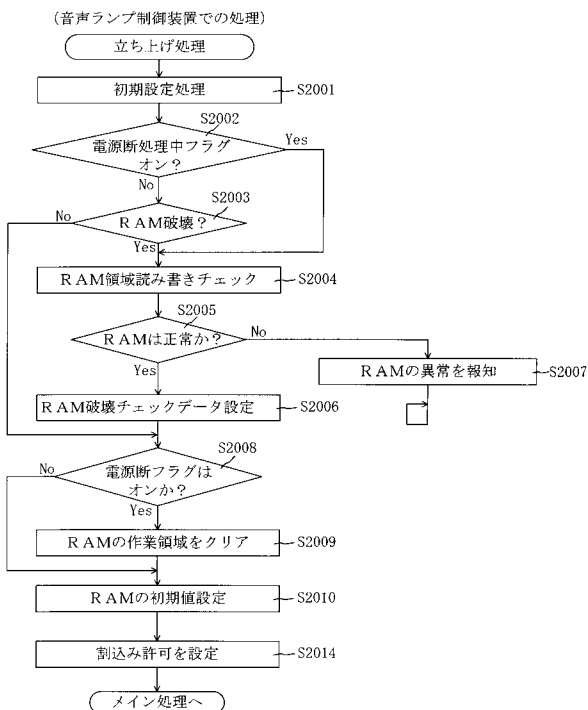 (音声ランプ制御装置での処理)
立ち上げ処理
初期設定処理
S2001
S2002
電源断処理中フラグ
オン?
Yes
No
S2003
No
RAM破壊?
Yes
RAM領域読み書きチェック
S2004
S2005
RAMは正常か?
No
Yes
RAMの異常を報知
S2007
RAM破壊チェックデータ設定
S2006
S2008
No
電源断フラグは
オンか?
Yes
RAMの作業領域をクリア
S2009
RAMの初期値設定
S2010
割込み許可を設定
S2014
メイン処理へ